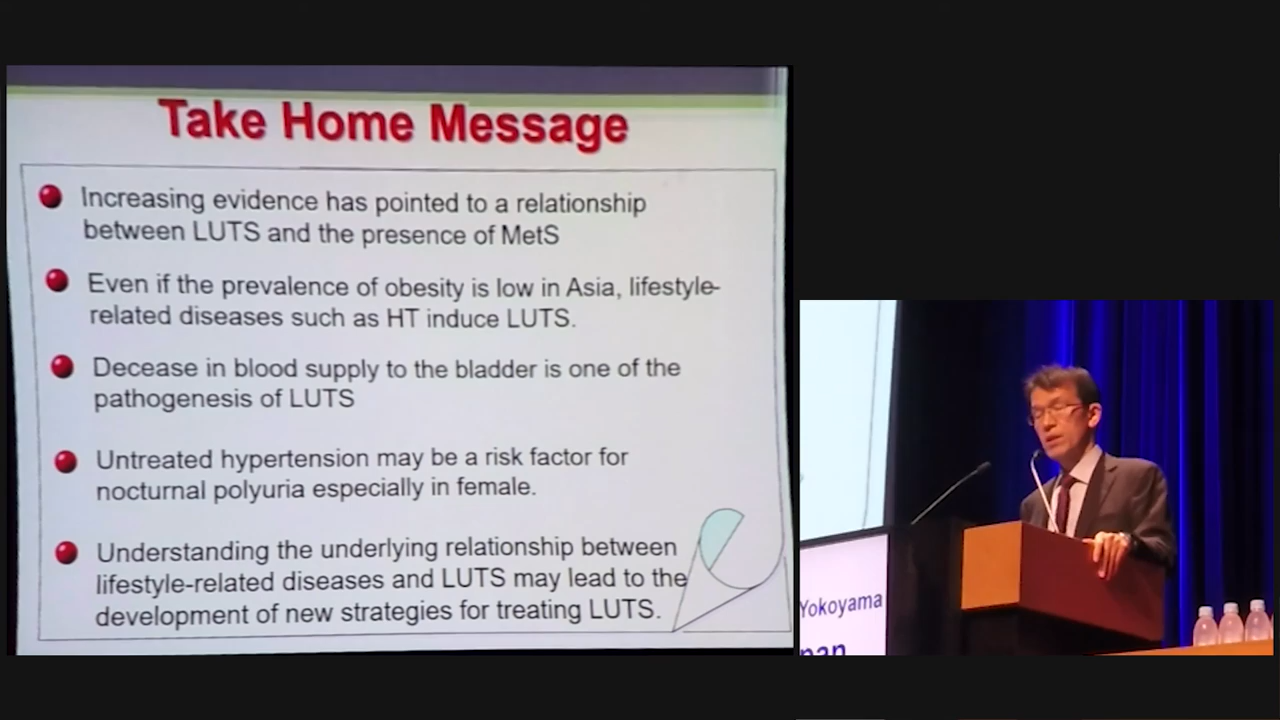 Take Home Message
Increasing evidence has pointed to a relationship
between LUTS and the presence of MetS
Even if the prevalence of obesity is low in Asia, lifestyle-
related diseases such as HT induce LUTS.
Decease in blood supply to the bladder is one of the
pathogenesis of LUTS
Untreated hypertension may be a risk factor for
nocturnal polyuria especially in female.
Understanding the underlying relationship between
lifestyle-related diseases and LUTS may lead to the
development of new strategies for treating LUTS.
Yokoyama